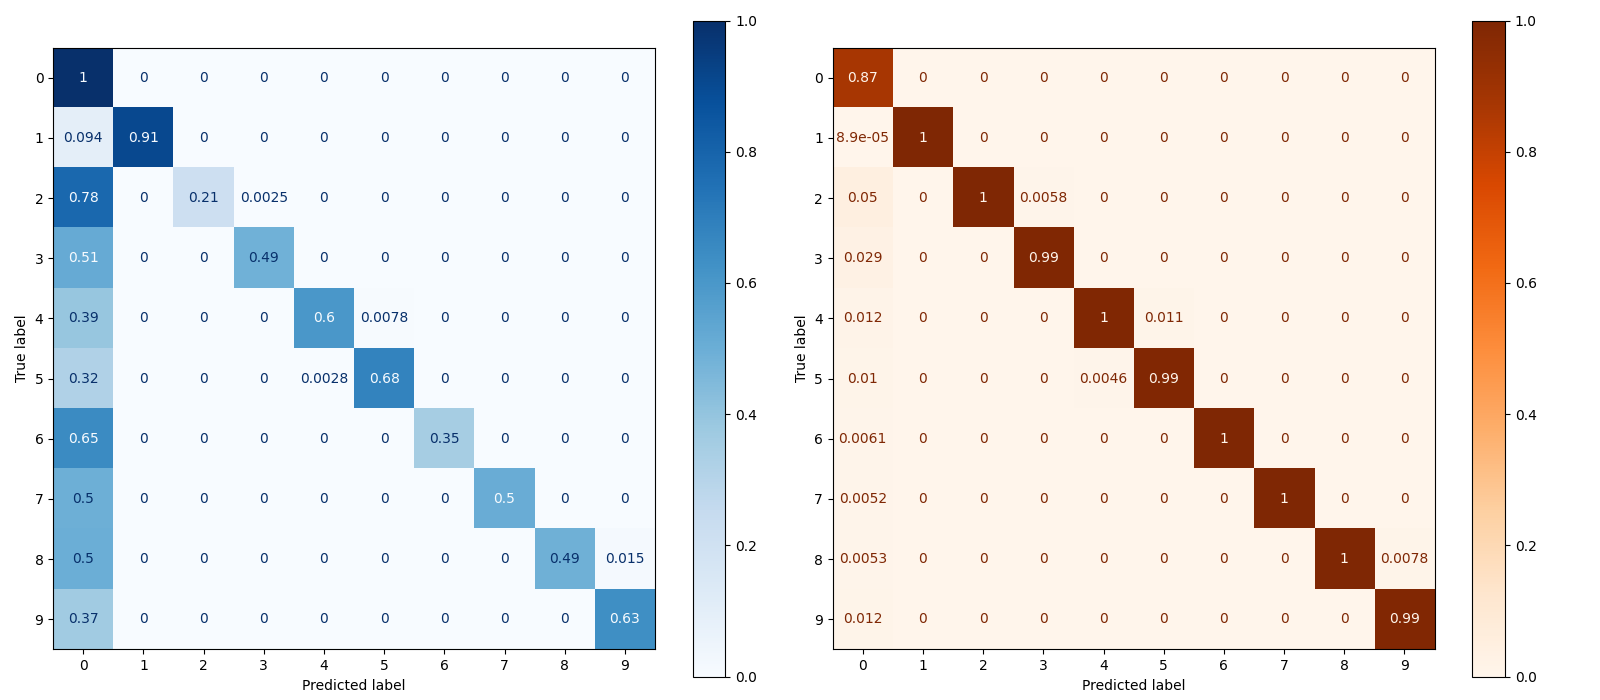 1.0
1.0
0 1 0 0 0 0 0 0 0 0 0
0 0.87 0 0 0 0 0 0 0 0 0
1 0.094 0.91 0 0 0 0 0 0 0 0
1 8.9e-05 1 0 0 0 0 0 0 0 0
0.8
0.8
2 0.78 0 0.21 0.0025 0 0 0 0 0 0
2 0.05 0 1 0.0058 0 0 0 0 0 0
3 0.51 0 0 0.49 0 0 0 0 0 0
3 0.029 0 0 0.99 0 0 0 0 0 0
0.6
0.6
4 0.39 0 0 0 0.6 0.0078 0 0 0 0
4 0.012 0 0 0 1 0.011 0 0 0 0
True label
True label
5 0.32 0 0 0 0.0028 0.68 0 0 0 0
5 0.01 0 0 0 0.0046 0.99 0 0 0 0
0.4
0.4
6 0.65 0 0 0 0 0 0.35 0 0 0
6 0.0061 0 0 0 0 0 1 0 0 0
7 0.5 0 0 0 0 0 0 0.5 0 0
7 0.0052 0 0 0 0 0 0 1 0 0
0.2
0.2
8 0.5 0 0 0 0 0 0 0 0.49 0.015
8 0.0053 0 0 0 0 0 0 0 1 0.0078
9 0.37 0 0 0 0 0 0 0 0 0.63
9 0.012 0 0 0 0 0 0 0 0 0.99
0 1 2 3 4 5 6 7 8 9
0 1 2 3 4 5 6 7 8 9
0.0
0.0
Predicted label
Predicted label